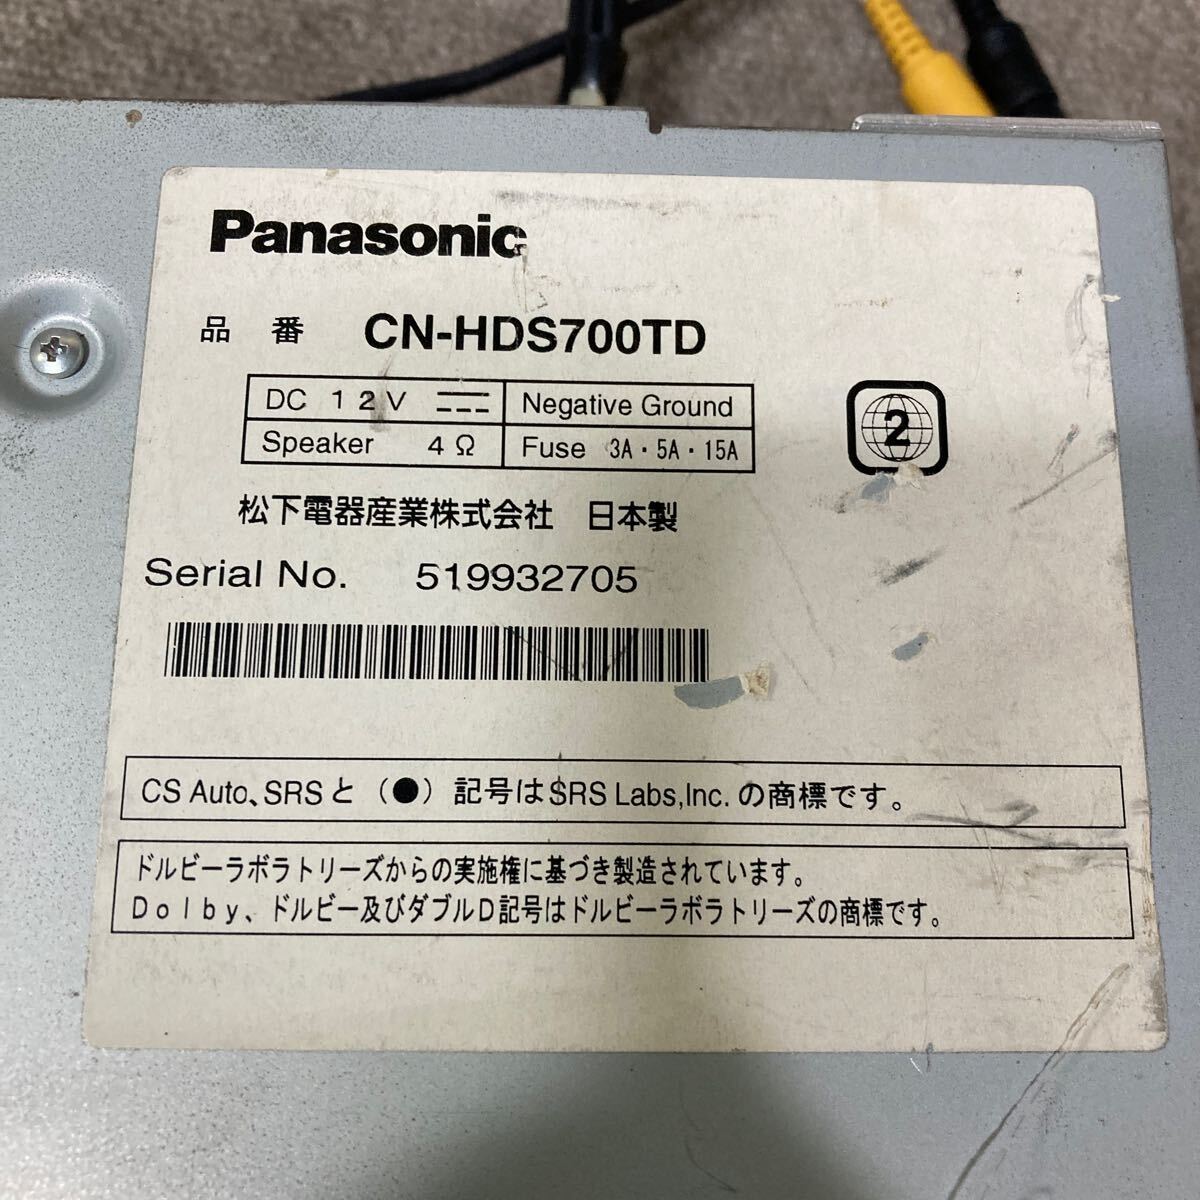 Panasonic
品番 CN-HDS700TD
DC 12V Negative Ground
Speaker 4Ω Fuse 3A・5A・15A
2
松下電器産業株式会社 日本製
Serial No. 519932705
CS Auto、SRSと（●）記号はSRS Labs,Inc.の商標です。
ドルビーラボラトリーズからの実施権に基づき製造されています。
Dolby、ドルビー及びダブルD記号はドルビーラボラトリーズの商標です。